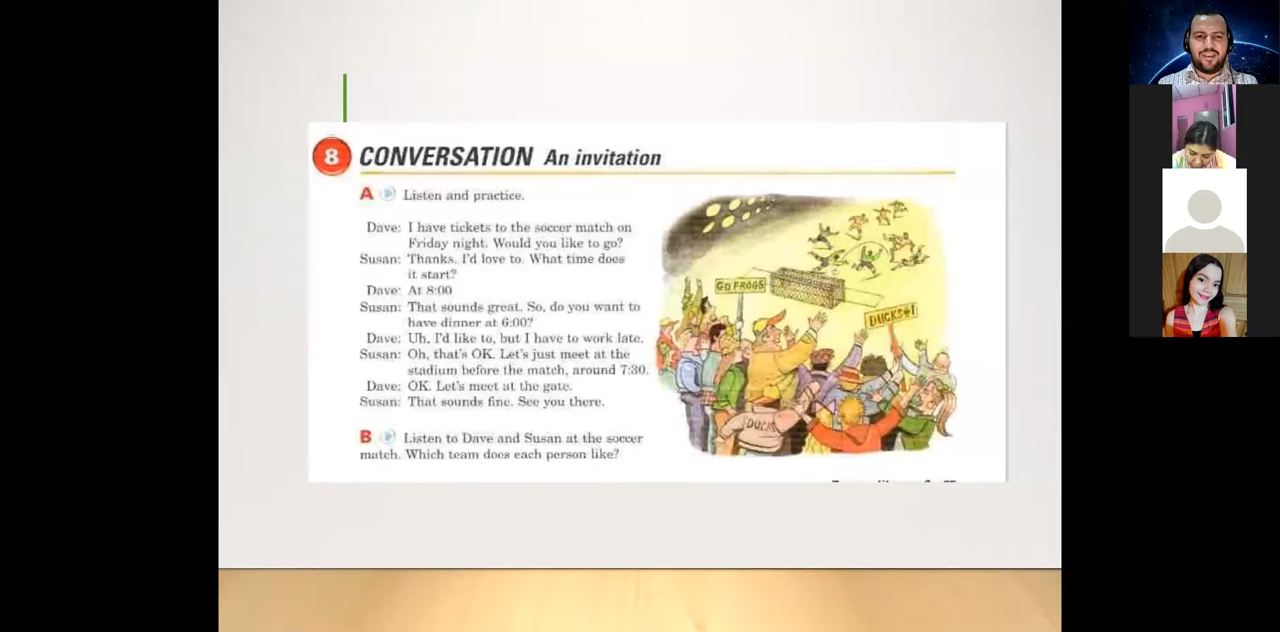 8 CONVERSATION An invitation
A Listen and practice.
Dave: I have tickets to the soccer match on
Friday night. Would you like to go?
Susan: Thanks. I'd love to. What time does
it start?
Dave: At 8:00
Susan: That sounds great. So, do you want to
have dinner at 6:00?
Dave: Uh, I'd like to, but I have to work late.
Susan: Oh, that's OK. Let's just meet at the
stadium before the match, around 7:30.
Dave: OK. Let's meet at the gate.
Susan: That sounds fine. See you there.
B Listen to Dave and Susan at the soccer
match. Which team does each person like?
GO FROGS
DUCKS#1
DUCKS